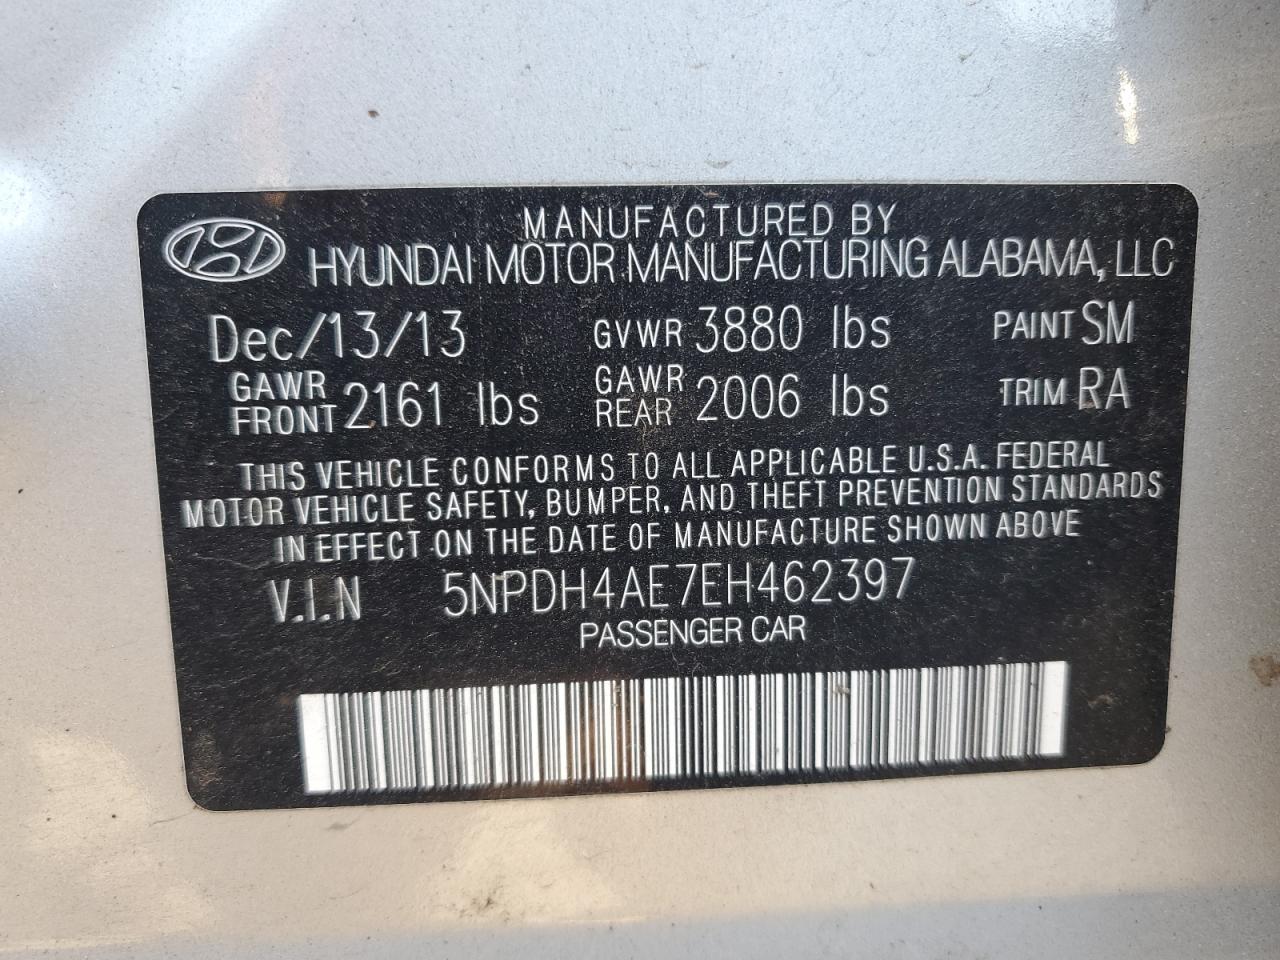 MANUFACTURED BY
HYUNDAI MOTOR MANUFACTURING ALABAMA, LLC
Dec/13/13 GVWR 3880 lbs PAINT SM
GAWR FRONT 2161 lbs GAWR REAR 2006 lbs TRIM RA
THIS VEHICLE CONFORMS TO ALL APPLICABLE U.S.A. FEDERAL
MOTOR VEHICLE SAFETY, BUMPER, AND THEFT PREVENTION STANDARDS
IN EFFECT ON THE DATE OF MANUFACTURE SHOWN ABOVE
V.I.N 5NPDH4AE7EH462397
PASSENGER CAR